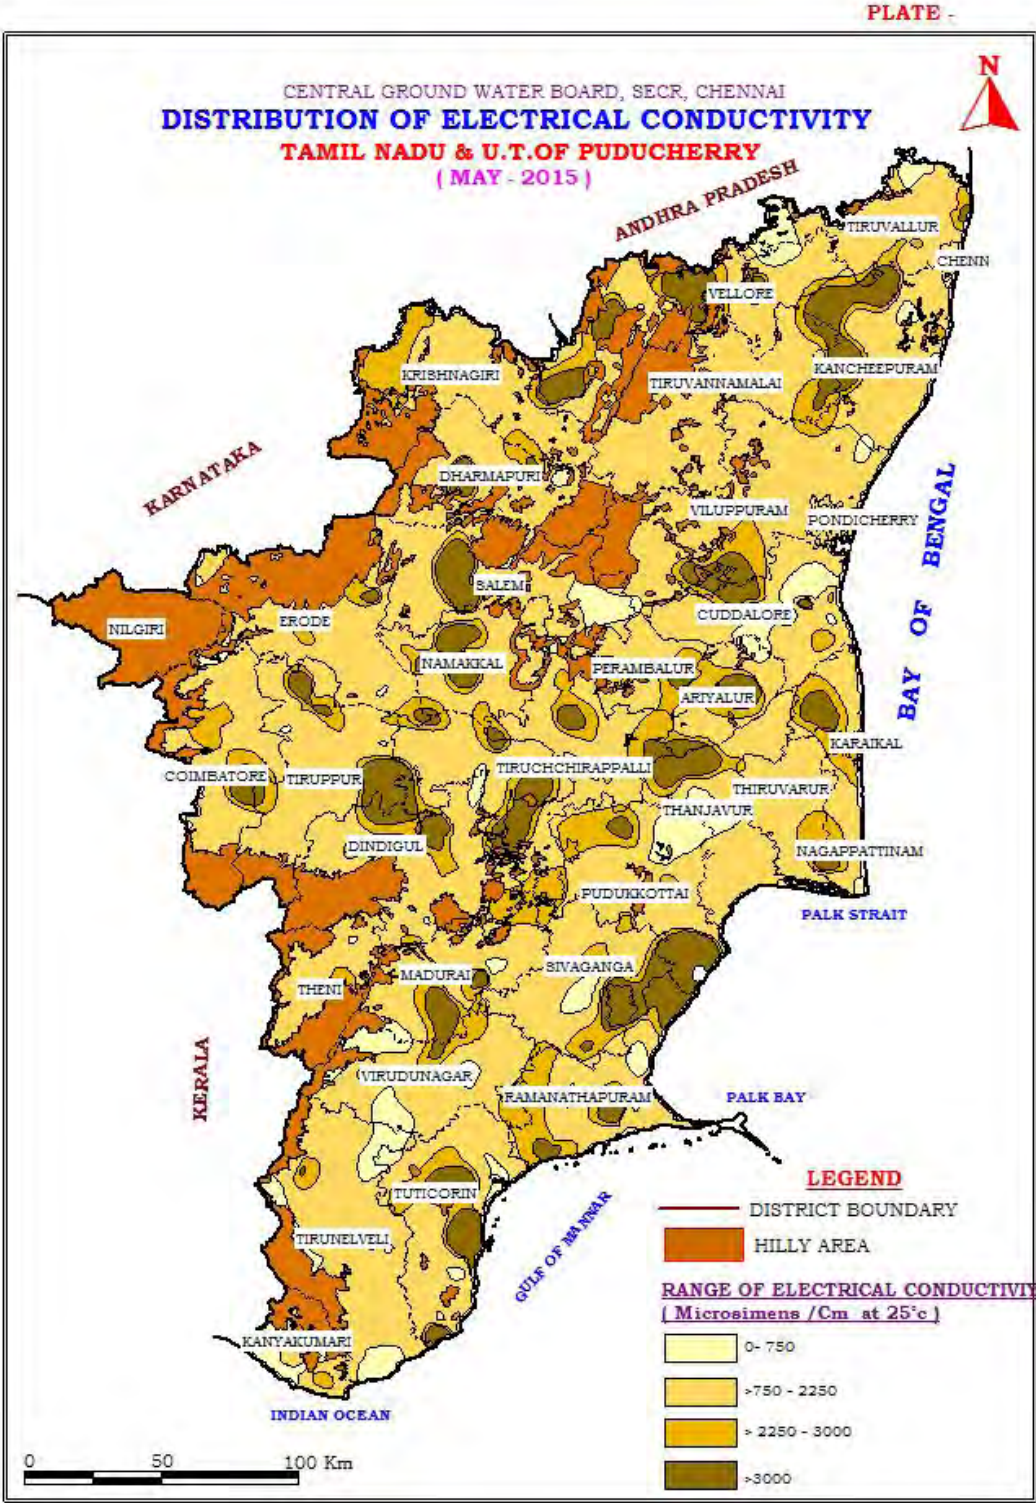 PLATE -
N
CENTRAL GROUND WATER BOARD, SECR, CHENNAI
DISTRIBUTION OF ELECTRICAL CONDUCTIVITY
TAMIL NADU & U.T.OF PUDUCHERRY
( MAY - 2015 )
ANDHRA PRADESH
TIRUVALLUR
CHENN
VELLORE
KRISHNAGIRI
TIRUVANNAMALAI
KANCHEEPURAM
KARNATAKA
DHARMAPURI
VILUPPURAM
PONDICHERRY
BAY OF BENGAL
SALEM
NILGIRI
ERODE
CUDDALORE
NAMAKKAL
PERAMBALUR
ARIYALUR
KARAIKAL
COIMBATORE
TIRUPPUR
TIRUCHCHIRAPPALLI
THIRUVARUR
THANJAVUR
DINDIGUL
NAGAPPATTINAM
PUDUKKOTTAI
PALK STRAIT
THENI
MADURAI
SIVAGANGA
KERALA
VIRUDUNAGAR
RAMANATHAPURAM
PALK BAY
TUTICORIN
TIRUNELVELI
GULF OF MANNAR
KANYAKUMARI
INDIAN OCEAN
LEGEND
DISTRICT BOUNDARY
HILLY AREA
RANGE OF ELECTRICAL CONDUCTIVIY
( Microsimens /Cm at 25°c )
0- 750
>750 - 2250
> 2250 - 3000
>3000
0 50 100 Km